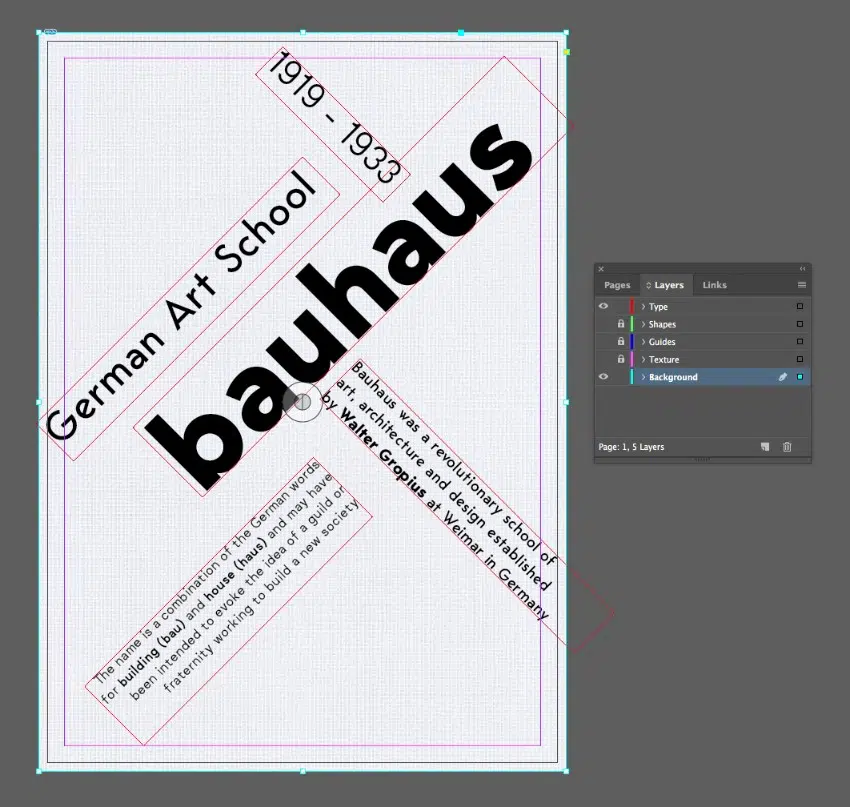 1919 - 1933
German Art School
bauhaus
Bauhaus was a revolutionary school of
art, architecture and design established
by Walter Gropius at Weimar in Germany
The name is a combination of the German words
for building (bau) and house (haus) and may have
been intended to evoke the idea of a guild or
fraternity working to build a new society
Pages
Layers
Links
Type
Shapes
Guides
Texture
Background
Page: 1, 5 Layers